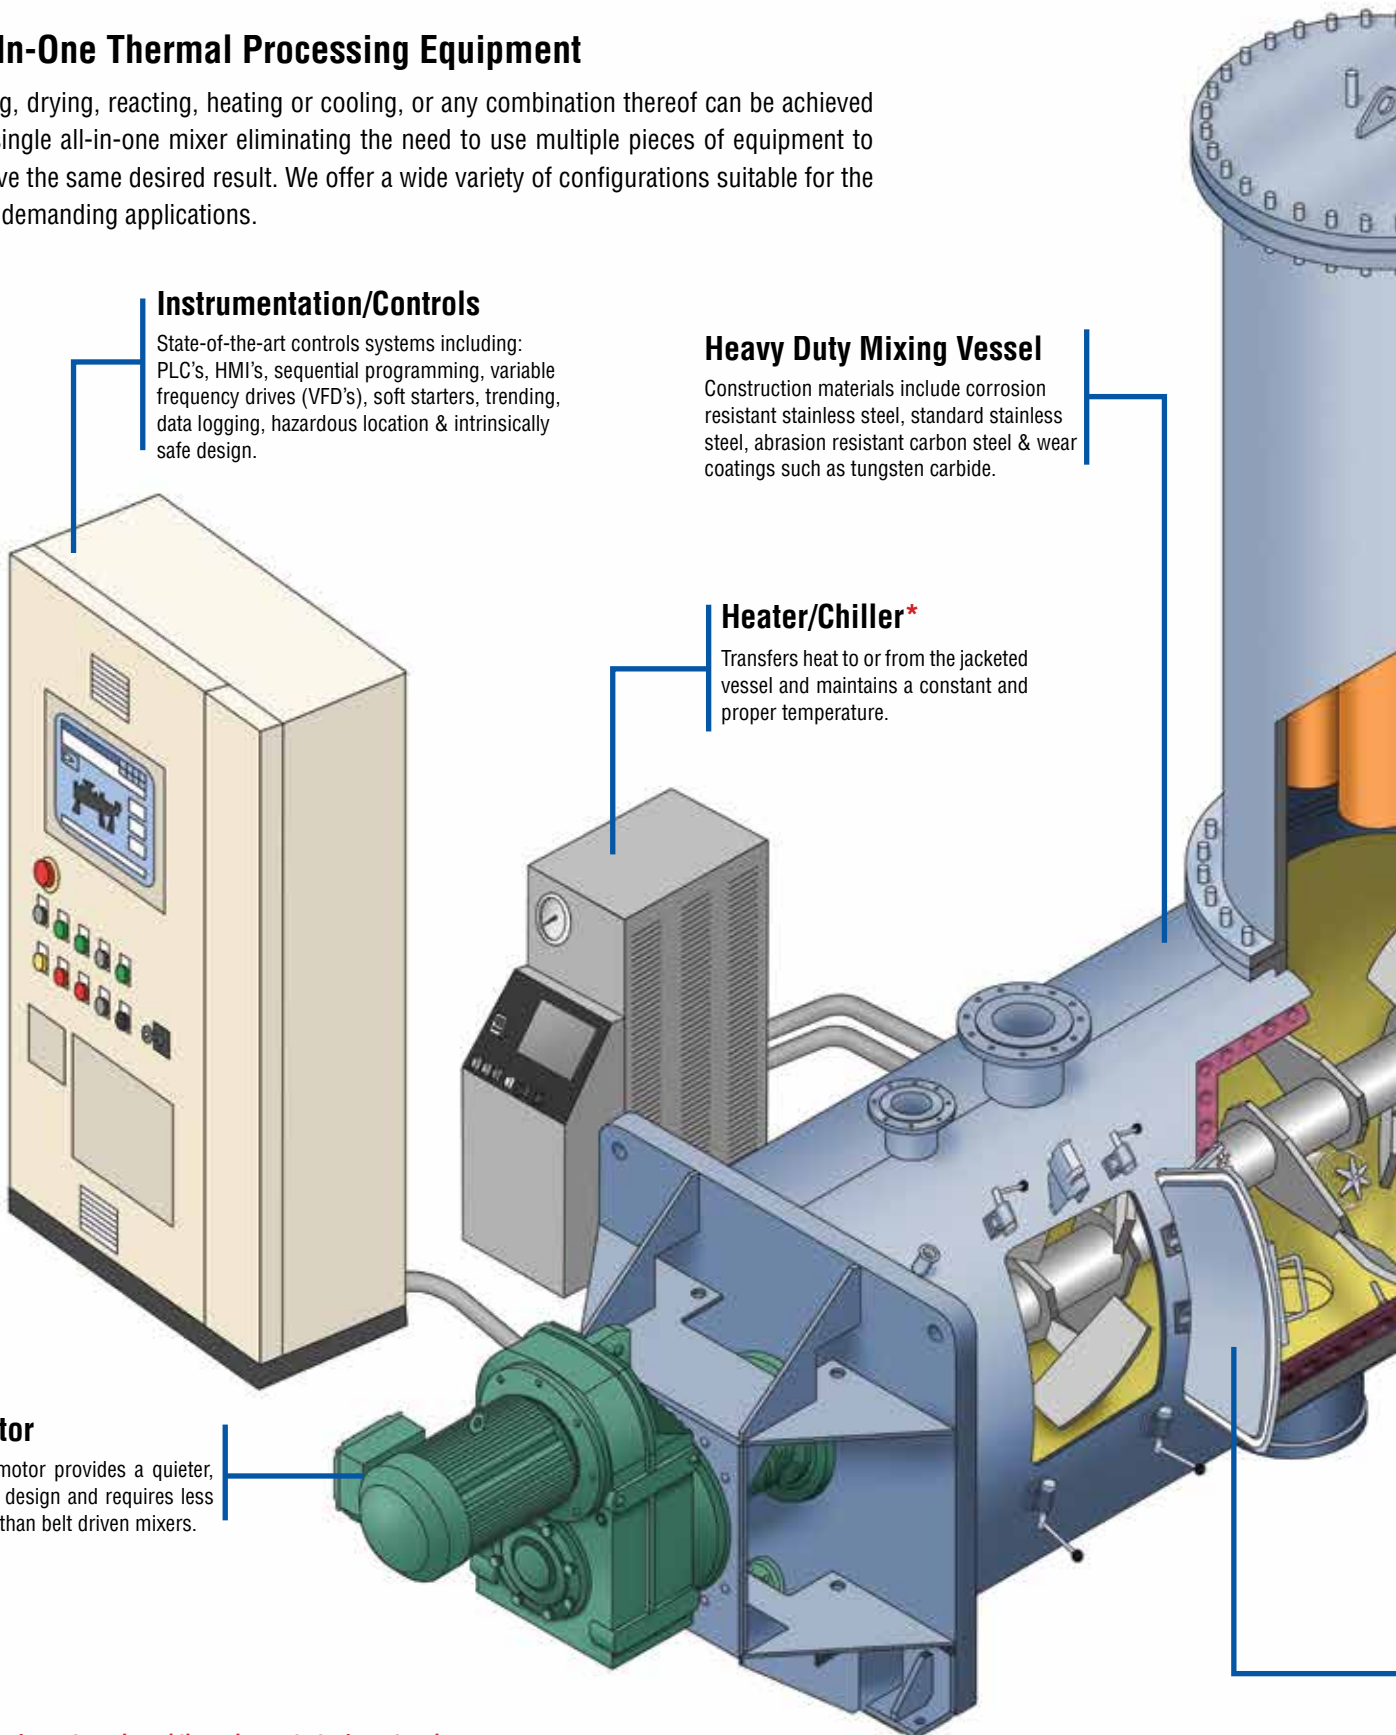 In-One Thermal Processing Equipment
g, drying, reacting, heating or cooling, or any combination thereof can be achieved
single all-in-one mixer eliminating the need to use multiple pieces of equipment to
ve the same desired result. We offer a wide variety of configurations suitable for the
demanding applications.
Instrumentation/Controls
State-of-the-art controls systems including:
PLC's, HMI's, sequential programming, variable
frequency drives (VFD's), soft starters, trending,
data logging, hazardous location & intrinsically
safe design.
Heavy Duty Mixing Vessel
Construction materials include corrosion
resistant stainless steel, standard stainless
steel, abrasion resistant carbon steel & wear
coatings such as tungsten carbide.
Heater/Chiller*
Transfers heat to or from the jacketed
vessel and maintains a constant and
proper temperature.
tor
motor provides a quieter,
design and requires less
than belt driven mixers.